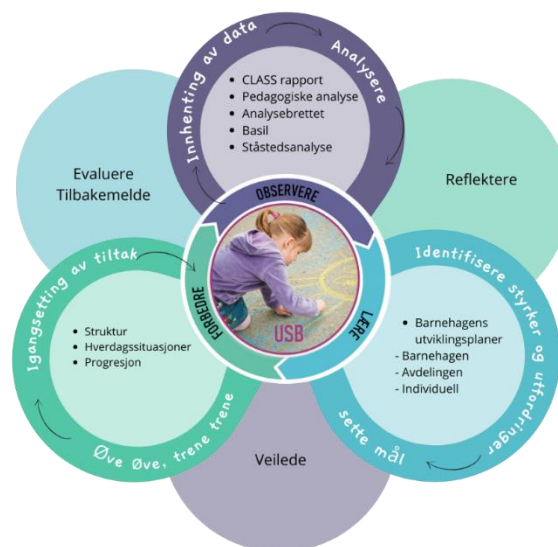 Innhenting av data
Analysere
• CLASS rapport
• Pedagogiske analyse
• Analysebrettet
• Basil
• Ståstedsanalyse
Evaluere
Tilbakemelde
Reflektere
OBSERVERE
LÆRE
FORBEDRE
USB
Identifisere styrker og utfordringer
sette mål
• Barnehagens
utviklingsplaner
- Barnehagen
- Avdelingen
- Individuell
Veilede
Igangsetting av tiltak
Øve Øve, trene trene
• Struktur
• Hverdagssituasjoner
• Progresjon